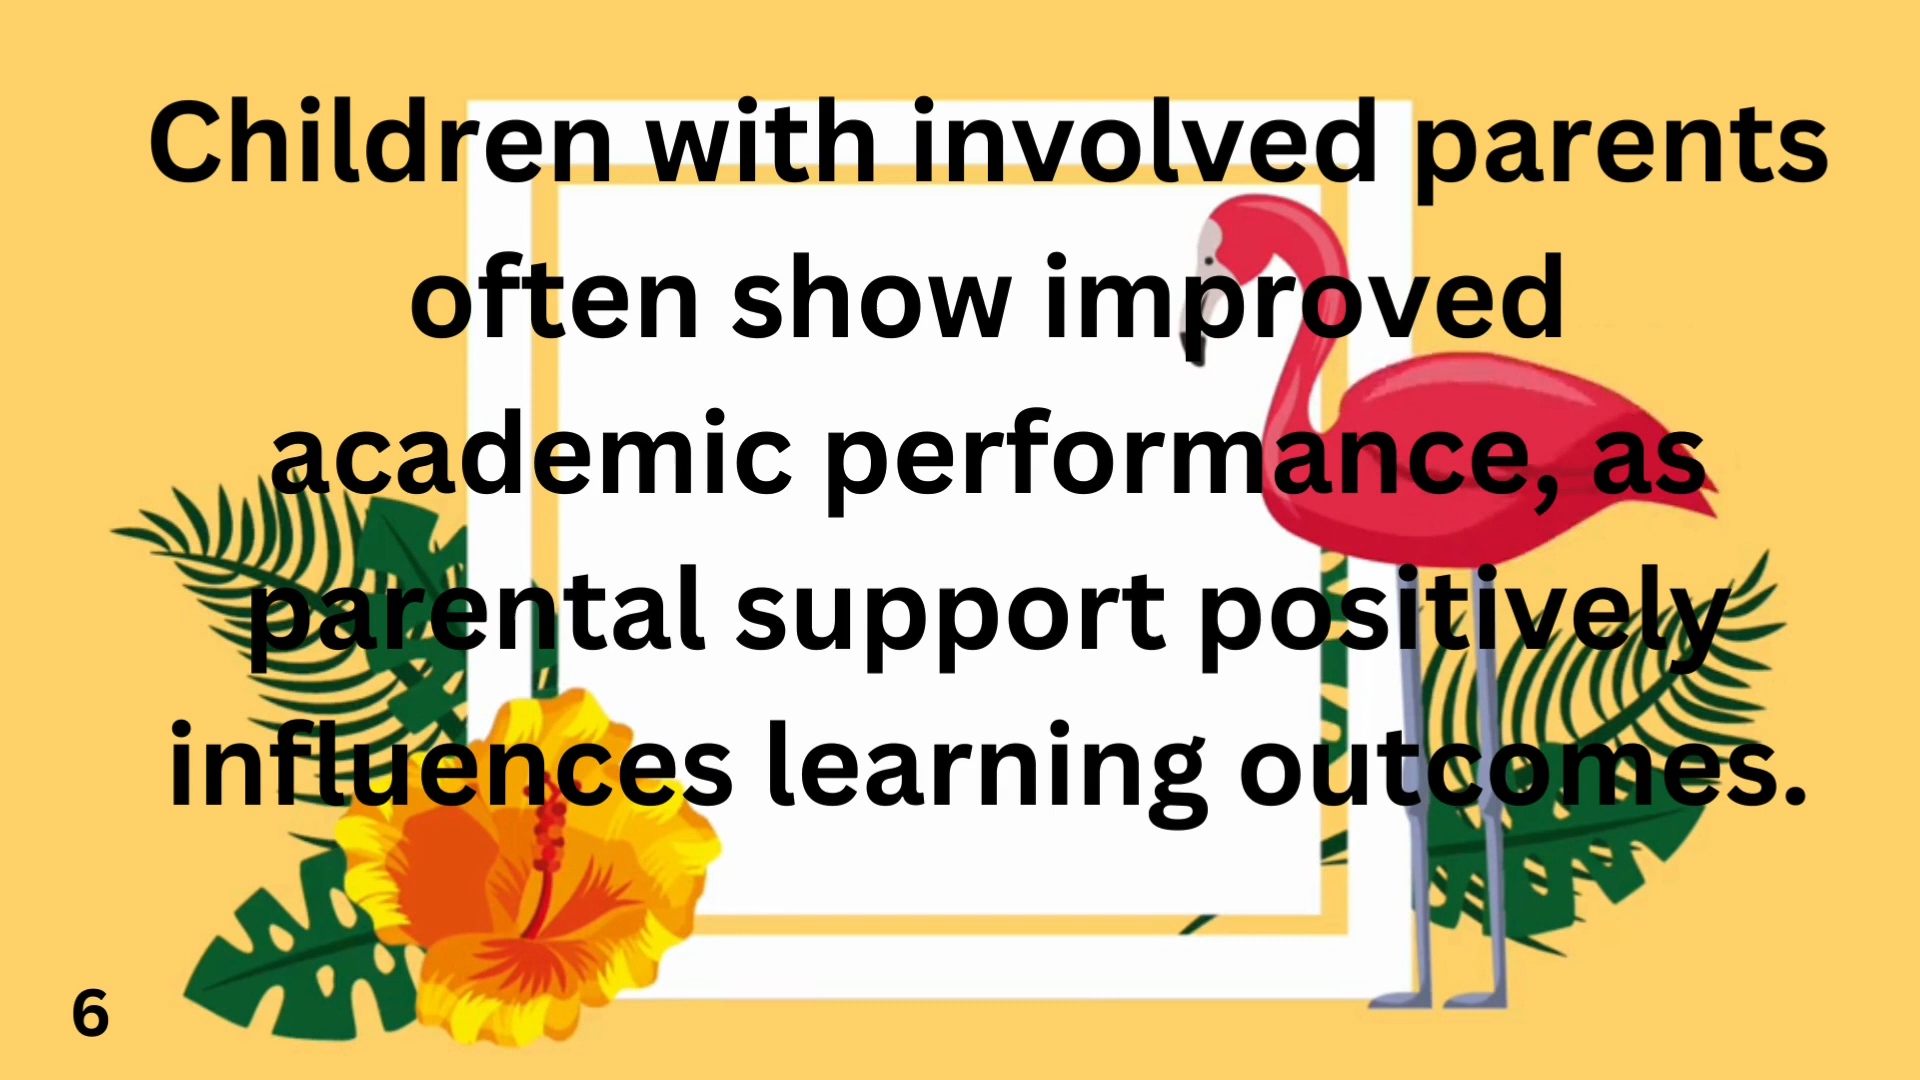 Children with involved parents
often show improved
academic performance, as
parental support positively
influences learning outcomes.
6